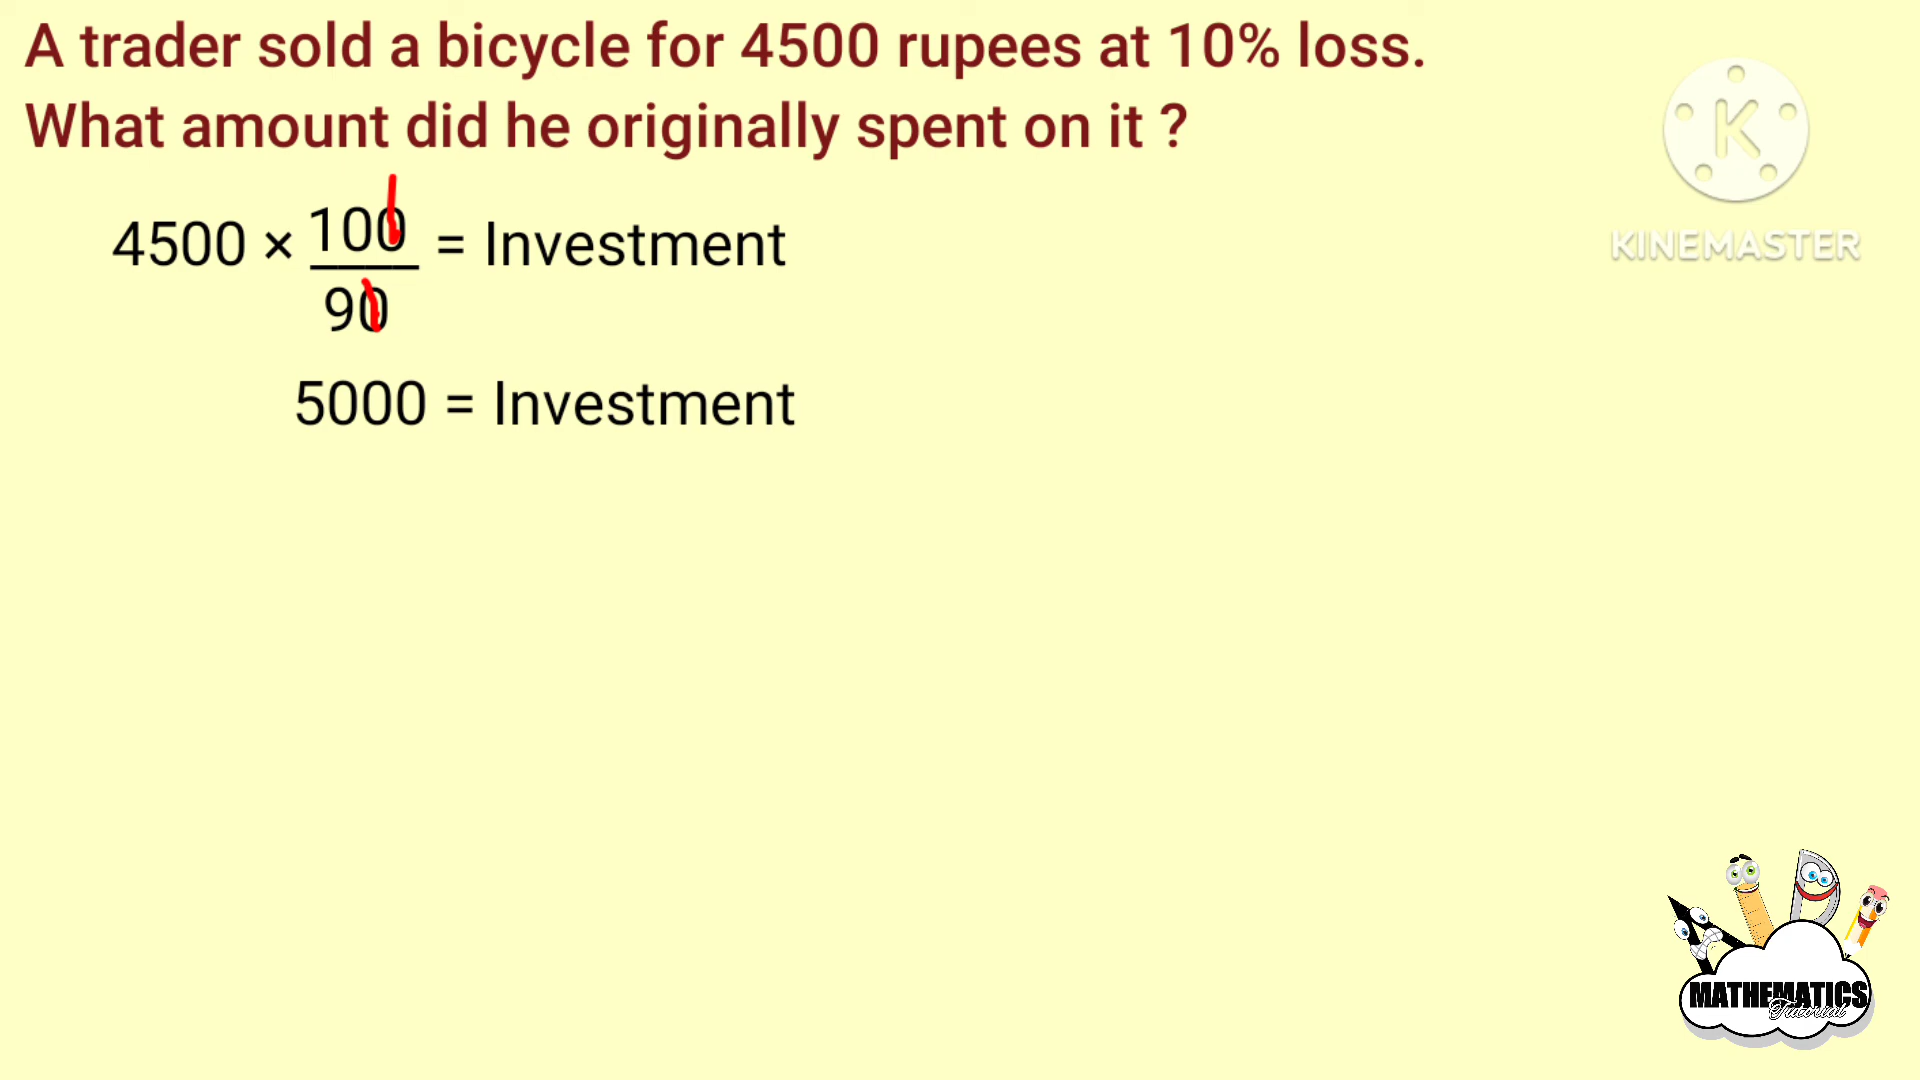 A trader sold a bicycle for 4500 rupees at 10% loss.
What amount did he originally spent on it ?
4500 × 100/90 = Investment
5000 = Investment
K
KINEMASTER
MATHEMATICS
Tutorial